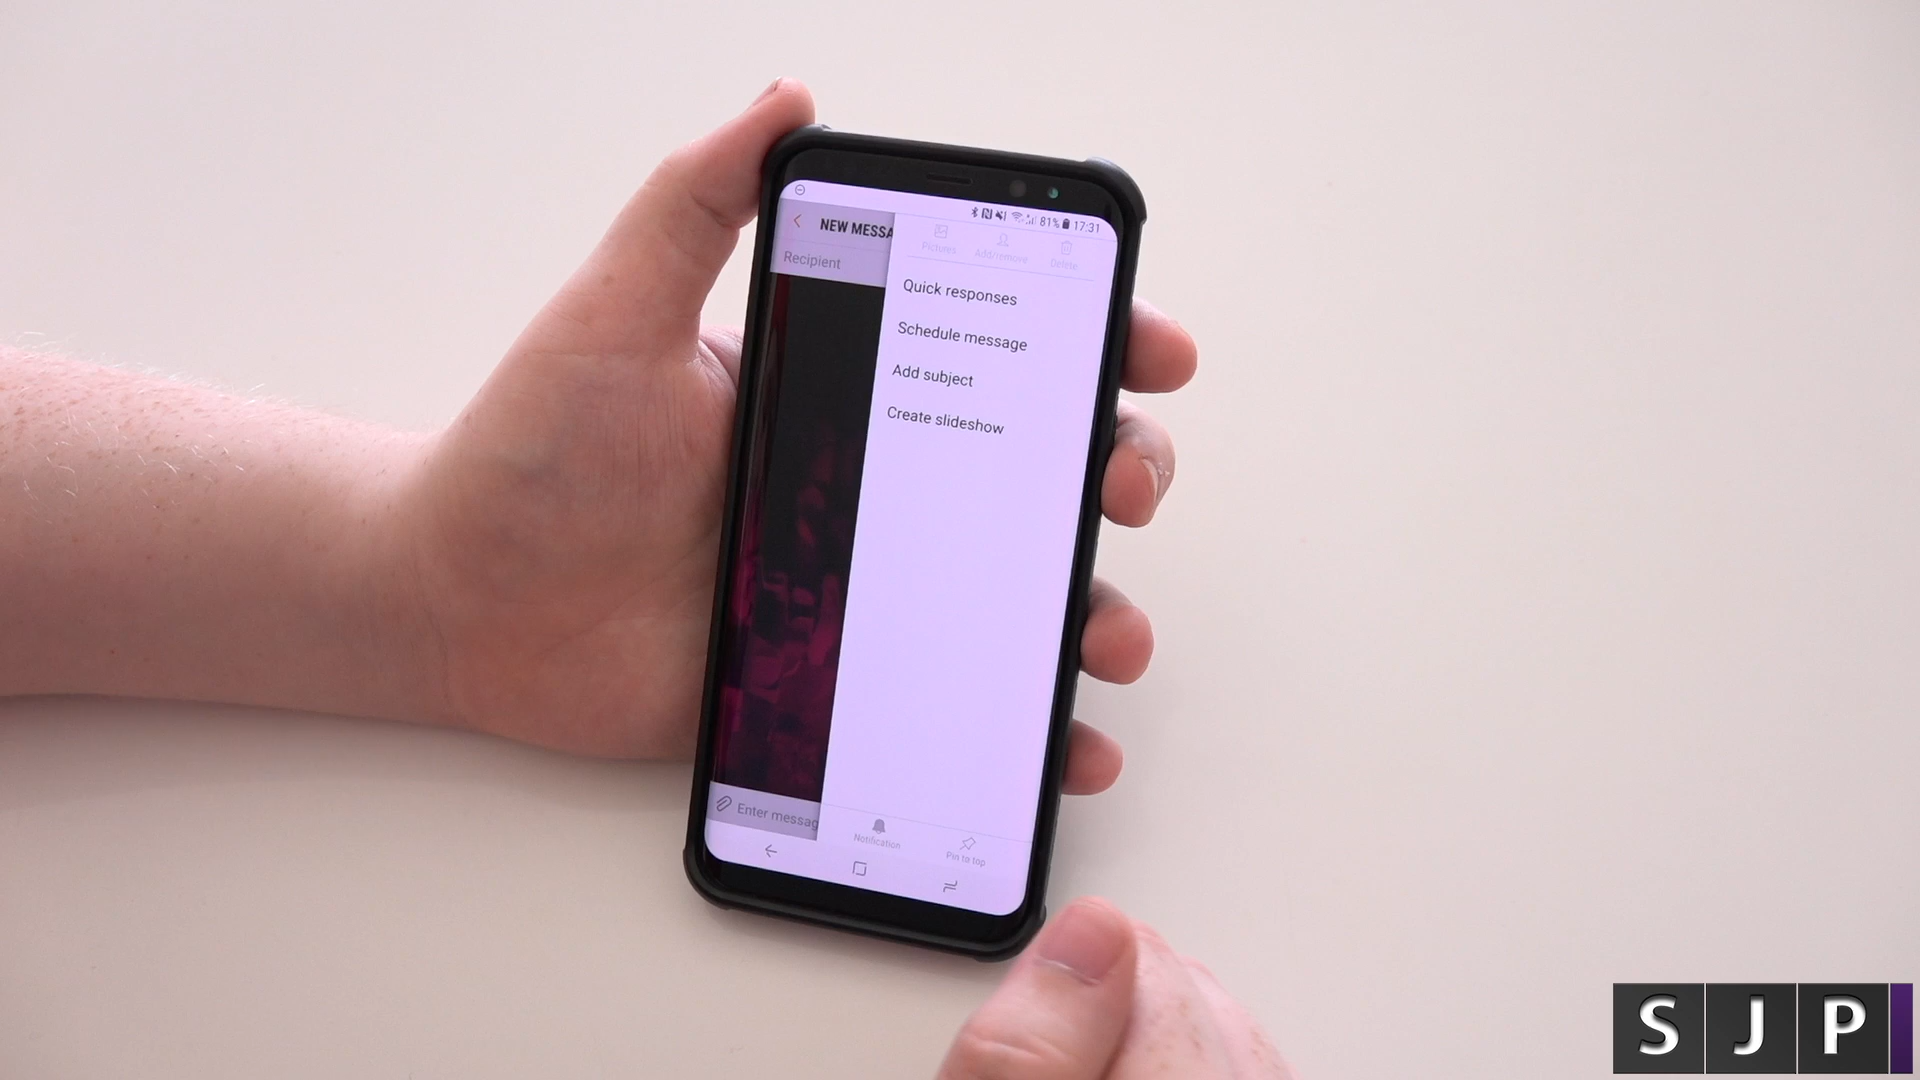 81% 17:31
NEW MESSA
Pictures Add/remove Delete
Recipient
Quick responses
Schedule message
Add subject
Create slideshow
Enter messag
Notification Pin to top
SJP